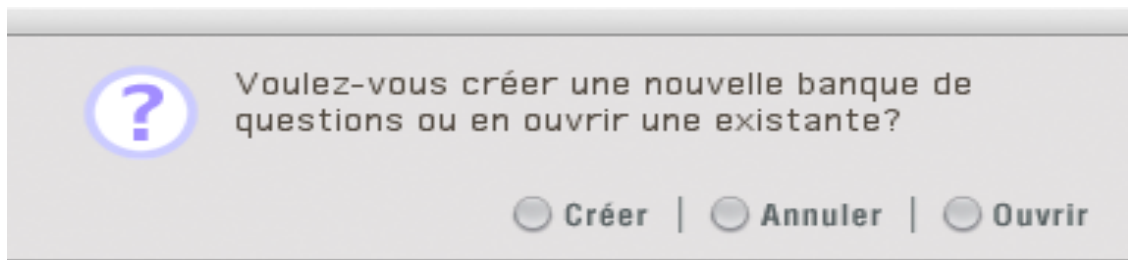 Voulez-vous créer une nouvelle banque de
questions ou en ouvrir une existante?
Créer | Annuler | Ouvrir